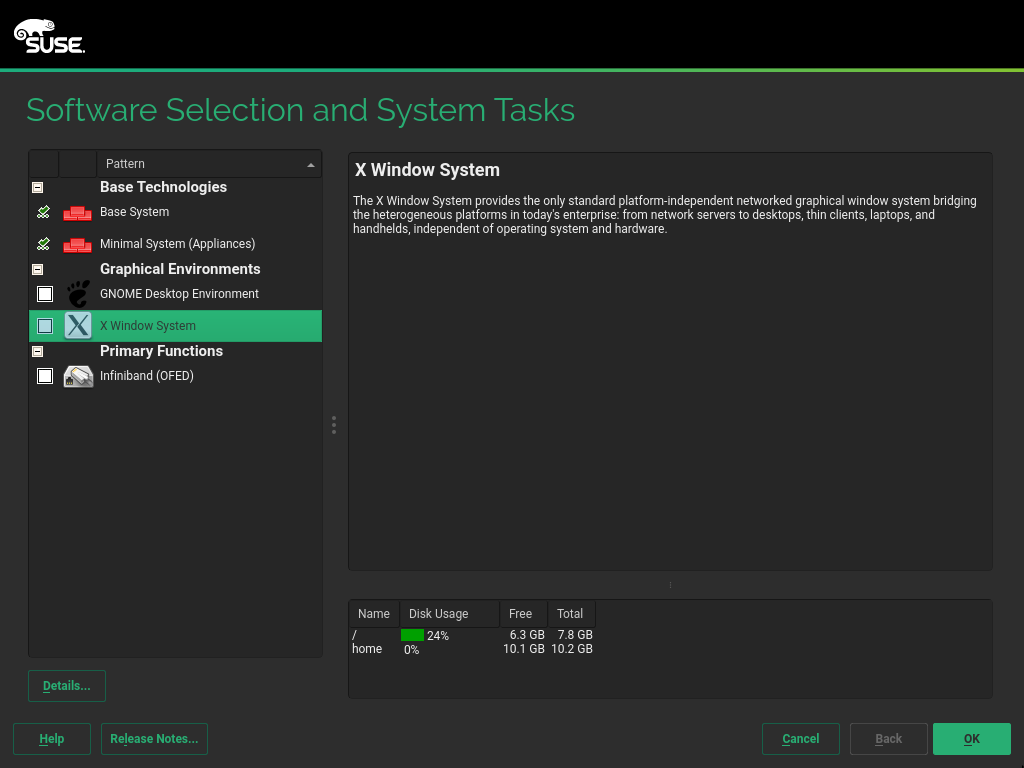 SUSE.
Software Selection and System Tasks
Pattern
Base Technologies
Base System
Minimal System (Appliances)
Graphical Environments
GNOME Desktop Environment
X Window System
Primary Functions
Infiniband (OFED)
X Window System
The X Window System provides the only standard platform-independent networked graphical window system bridging
the heterogeneous platforms in today's enterprise: from network servers to desktops, thin clients, laptops, and
handhelds, independent of operating system and hardware.
Name Disk Usage Free Total
/ 24% 6.3 GB 7.8 GB
home 0% 10.1 GB 10.2 GB
Details...
Help Release Notes... Cancel Back OK